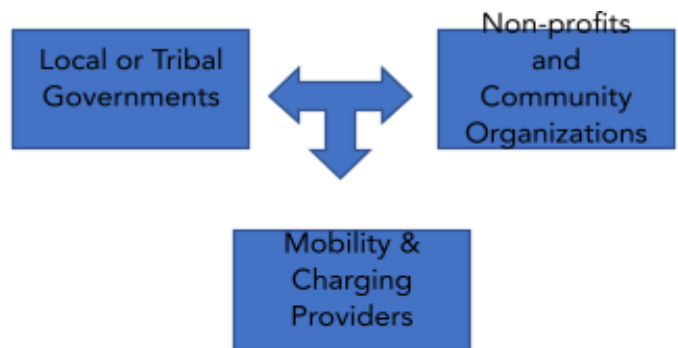 Local or Tribal
Governments
Non-profits
and
Community
Organizations
Mobility &
Charging
Providers